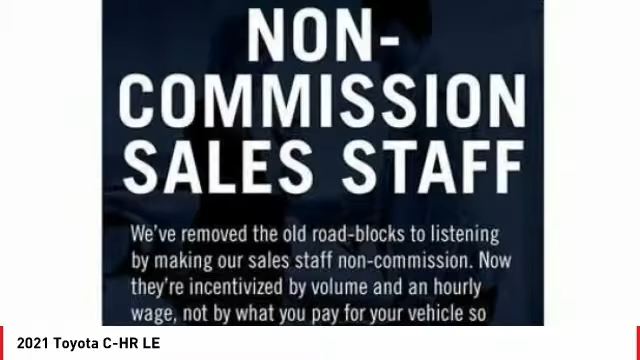 NON-
COMMISSION
SALES STAFF
We've removed the old road-blocks to listening
by making our sales staff non-commission. Now
they're incentivized by volume and an hourly
wage, not by what you pay for your vehicle so
2021 Toyota C-HR LE